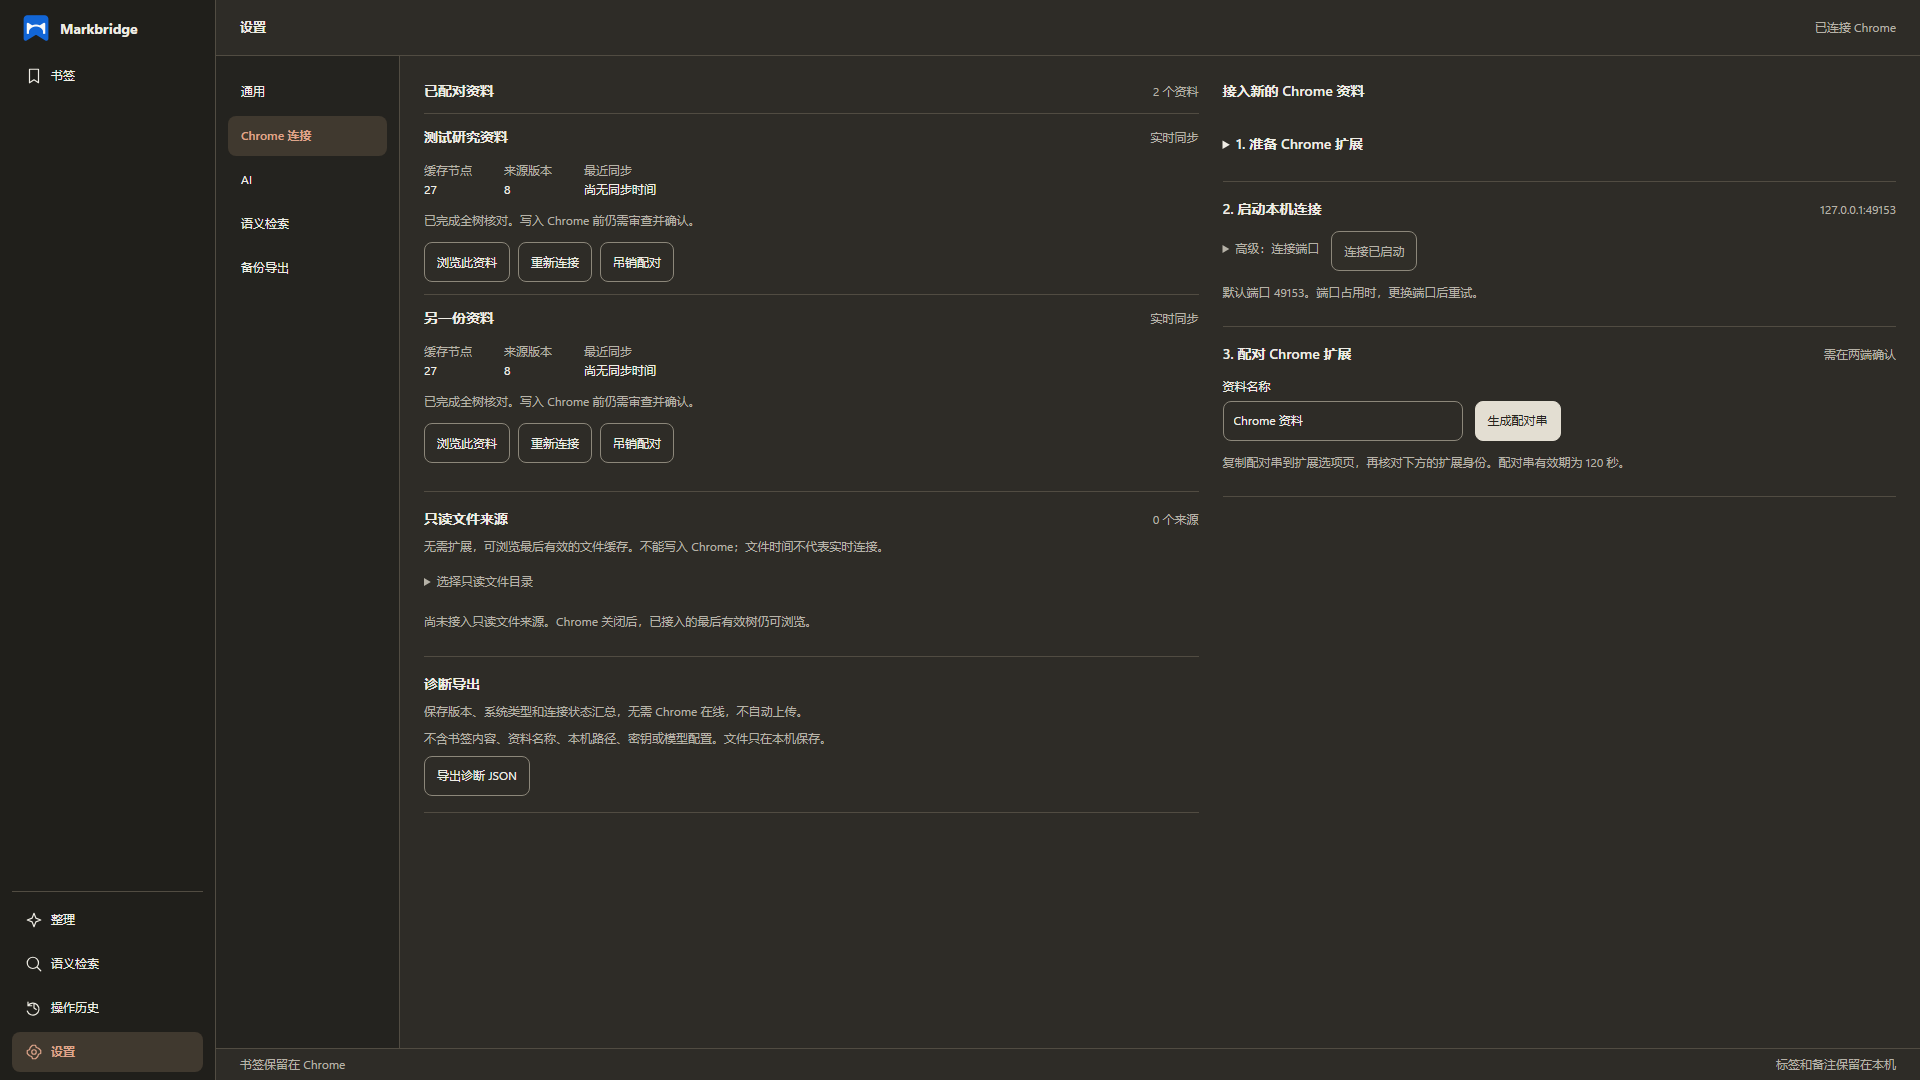 Markbridge
书签
整理
语义检索
操作历史
设置
设置
已连接 Chrome
通用
Chrome 连接
AI
语义检索
备份导出
已配对资料
2 个资料
测试研究资料
实时同步
缓存节点 来源版本 最近同步
27 8 尚无同步时间
已完成全树核对。写入 Chrome 前仍需审查并确认。
浏览此资料 重新连接 吊销配对
另一份资料
实时同步
缓存节点 来源版本 最近同步
27 8 尚无同步时间
已完成全树核对。写入 Chrome 前仍需审查并确认。
浏览此资料 重新连接 吊销配对
只读文件来源
0 个来源
无需扩展，可浏览最后有效的文件缓存。不能写入 Chrome；文件时间不代表实时连接。
选择只读文件目录
尚未接入只读文件来源。Chrome 关闭后，已接入的最后有效树仍可浏览。
诊断导出
保存版本、系统类型和连接状态汇总，无需 Chrome 在线，不自动上传。
不含书签内容、资料名称、本机路径、密钥或模型配置。文件只在本机保存。
导出诊断 JSON
接入新的 Chrome 资料
1. 准备 Chrome 扩展
2. 启动本机连接
127.0.0.1:49153
高级：连接端口 连接已启动
默认端口 49153。端口占用时，更换端口后重试。
3. 配对 Chrome 扩展
需在两端确认
资料名称
Chrome 资料 生成配对串
复制配对串到扩展选项页，再核对下方的扩展身份。配对串有效期为 120 秒。
书签保留在 Chrome
标签和备注保留在本机